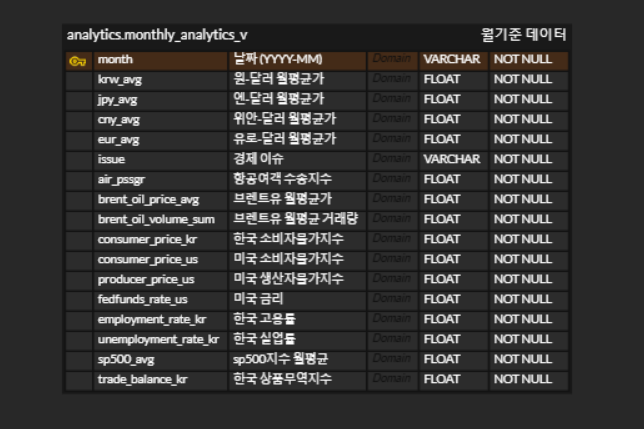 analytics.monthly_analytics_v 월기준 데이터
month 날짜 (YYYY-MM) Domain VARCHAR NOT NULL
krw_avg 원-달러 월평균가 Domain FLOAT NOT NULL
jpy_avg 엔-달러 월평균가 Domain FLOAT NOT NULL
cny_avg 위안-달러 월평균가 Domain FLOAT NOT NULL
eur_avg 유로-달러 월평균가 Domain FLOAT NOT NULL
issue 경제 이슈 Domain VARCHAR NOT NULL
air_pssgr 항공여객 수송지수 Domain FLOAT NOT NULL
brent_oil_price_avg 브렌트유 월평균가 Domain FLOAT NOT NULL
brent_oil_volume_sum 브렌트유 월평균 거래량 Domain FLOAT NOT NULL
consumer_price_kr 한국 소비자물가지수 Domain FLOAT NOT NULL
consumer_price_us 미국 소비자물가지수 Domain FLOAT NOT NULL
producer_price_us 미국 생산자물가지수 Domain FLOAT NOT NULL
fedfunds_rate_us 미국 금리 Domain FLOAT NOT NULL
employment_rate_kr 한국 고용률 Domain FLOAT NOT NULL
unemployment_rate_kr 한국 실업률 Domain FLOAT NOT NULL
sp500_avg sp500지수 월평균 Domain FLOAT NOT NULL
trade_balance_kr 한국 상품무역지수 Domain FLOAT NOT NULL